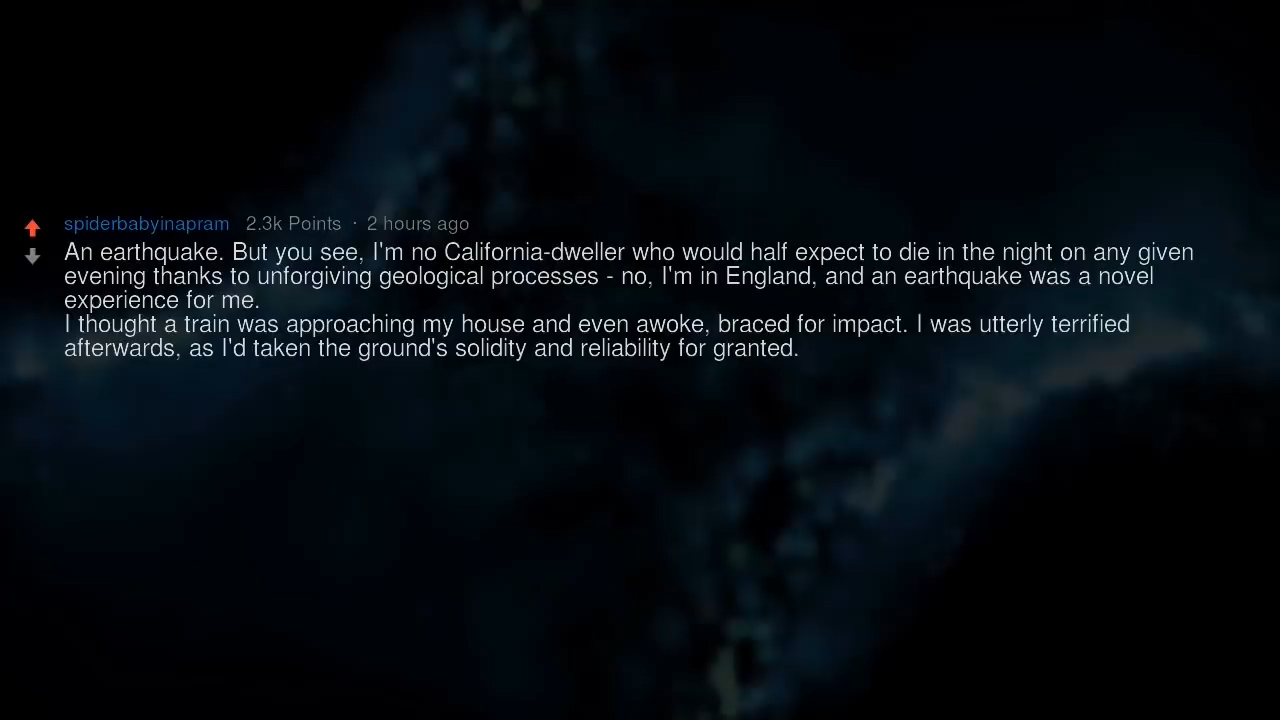 spiderbabyinapram 2.3k Points · 2 hours ago
An earthquake. But you see, I'm no California-dweller who would half expect to die in the night on any given
evening thanks to unforgiving geological processes - no, I'm in England, and an earthquake was a novel
experience for me.
I thought a train was approaching my house and even awoke, braced for impact. I was utterly terrified
afterwards, as I'd taken the ground's solidity and reliability for granted.